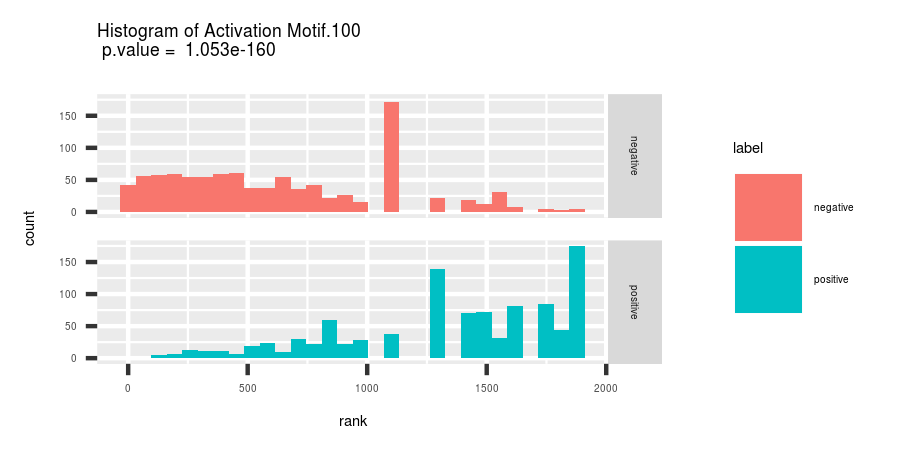 Histogram of Activation Motif.100
p.value = 1.053e-160
count
150
100
50
0
negative
150
100
50
0
positive
0 500 1000 1500 2000
rank
label
negative
positive